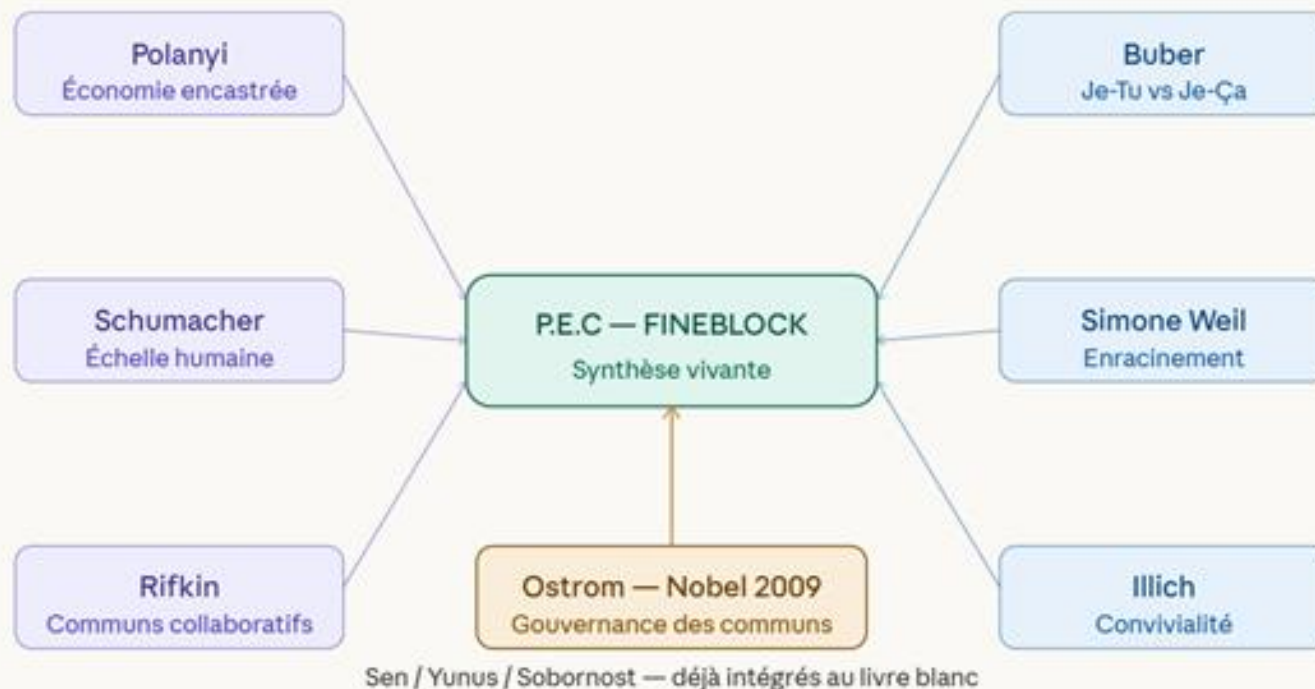 Polanyi
Économie encastrée
Buber
Je-Tu vs Je-Ça
Schumacher
Échelle humaine
P.E.C — FINEBLOCK
Synthèse vivante
Simone Weil
Enracinement
Rifkin
Communs collaboratifs
Ostrom — Nobel 2009
Gouvernance des communs
Illich
Convivialité
Sen / Yunus / Sobornost — déjà intégrés au livre blanc